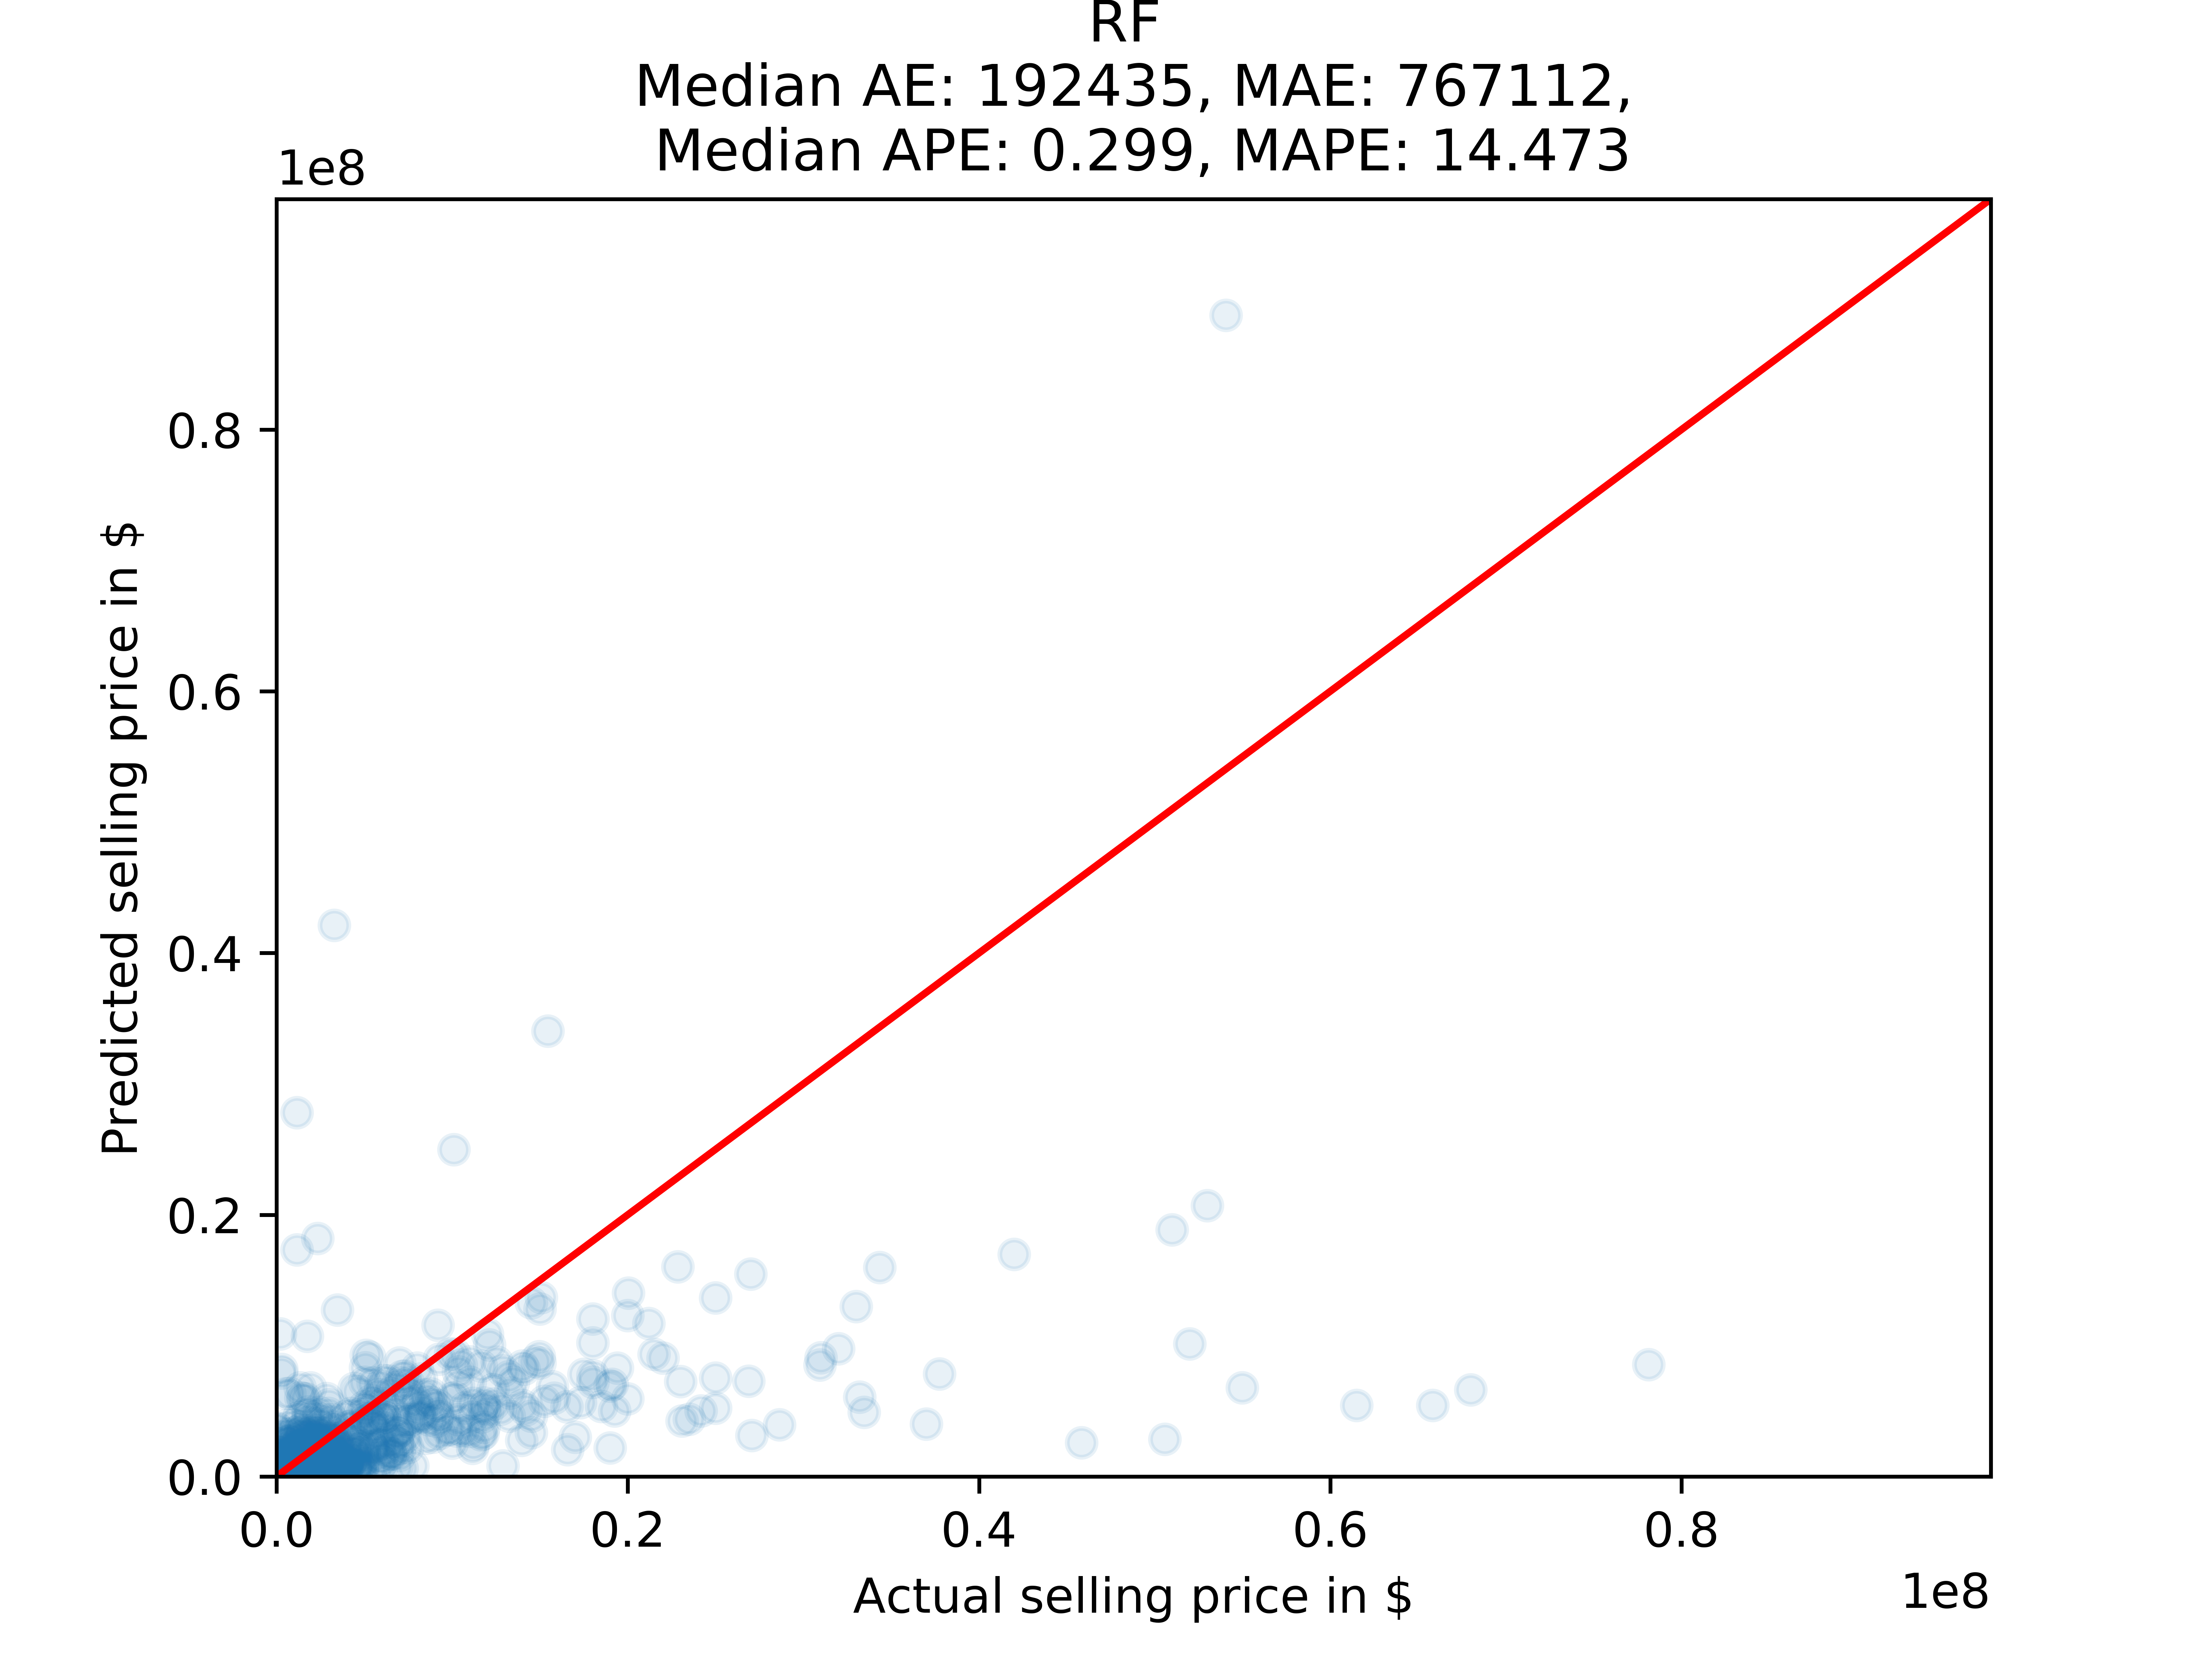 RF
Median AE: 192435, MAE: 767112,
Median APE: 0.299, MAPE: 14.473
1e8
0.8
0.6
0.4
0.2
0.0
Predicted selling price in $
0.0 0.2 0.4 0.6 0.8
Actual selling price in $
1e8